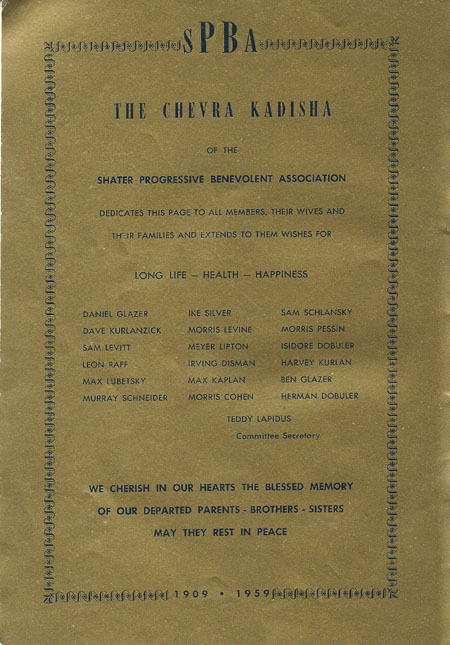 SPBA
THE CHEVRA KADISHA
OF THE
SHATER PROGRESSIVE BENEVOLENT ASSOCIATION
DEDICATES THIS PAGE TO ALL MEMBERS, THEIR WIVES AND
THEIR FAMILIES AND EXTENDS TO THEM WISHES FOR
LONG LIFE — HEALTH — HAPPINESS
DANIEL GLAZER IKE SILVER SAM SCHLANSKY
DAVE KURLANZICK MORRIS LEVINE MORRIS PESSIN
SAM LEVITT MEYER LIPTON ISIDORE DOBULER
LEON RAFF IRVING DISMAN HARVEY KURLAN
MAX LUBETSKY MAX KAPLAN BEN GLAZER
MURRAY SCHNEIDER MORRIS COHEN HERMAN DOBULER
TEDDY LAPIDUS
Committee Secretary
WE CHERISH IN OUR HEARTS THE BLESSED MEMORY
OF OUR DEPARTED PARENTS - BROTHERS - SISTERS
MAY THEY REST IN PEACE
1909 • 1959